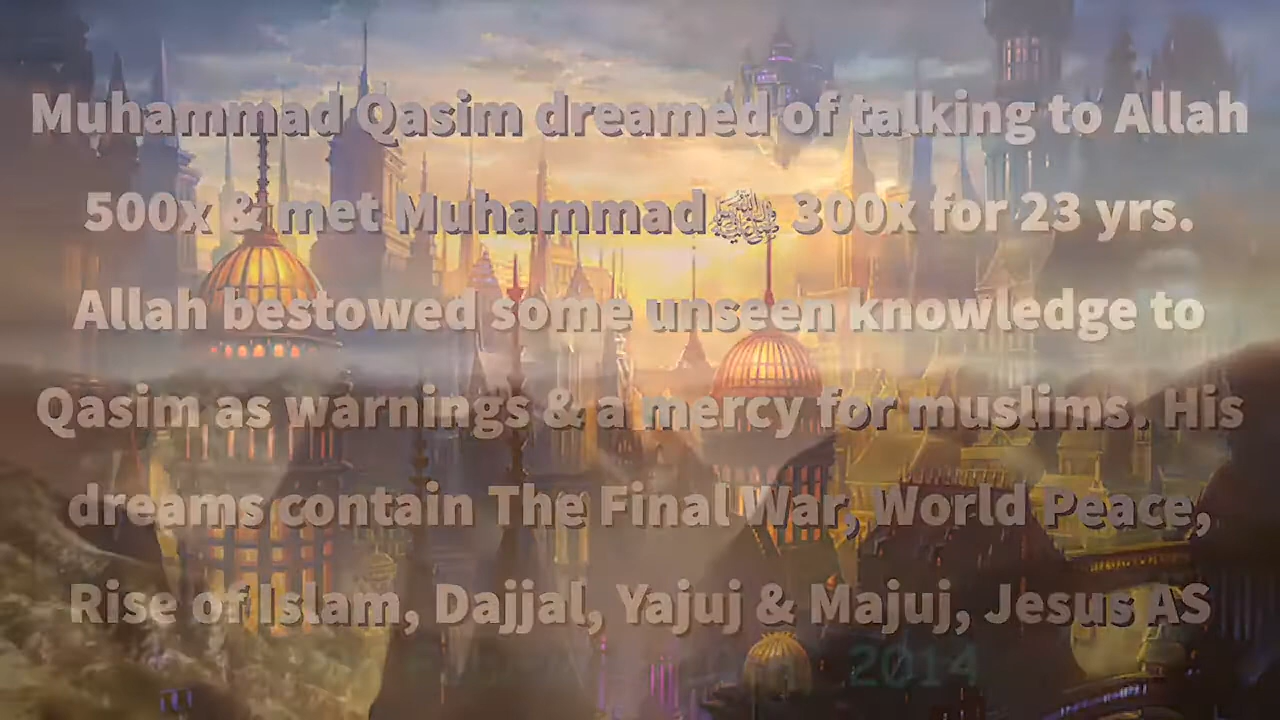 Muhammad Qasim dreamed of talking to Allah
500x & met Muhammad ﷺ 300x for 23 yrs.
Allah bestowed some unseen knowledge to
Qasim as warnings & a mercy for muslims. His
dreams contain The Final War, World Peace,
Rise of Islam, Dajjal, Yajuj & Majuj, Jesus AS
2014